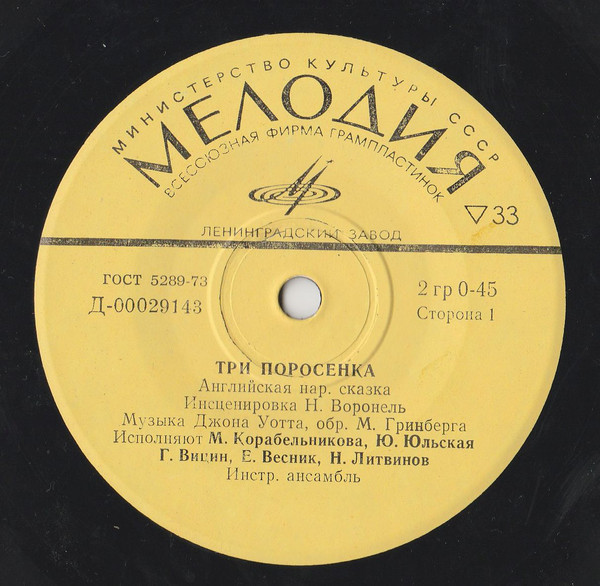 МИНИСТЕРСТВО КУЛЬТУРЫ СССР
МЕЛОДИЯ
ВСЕСОЮЗНАЯ ФИРМА ГРАМПЛАСТИНОК
▽33
ЛЕНИНГРАДСКИЙ ЗАВОД
ГОСТ 5289-73
Д-00029143
2 гр 0-45
Сторона 1
ТРИ ПОРОСЕНКА
Английская нар. сказка
Инсценировка Н. Воронель
Музыка Джона Уотта, обр. М. Гринберга
Исполняют М. Корабельникова, Ю. Юльская
Г. Вицин, Е. Весник, Н. Литвинов
Инстр. ансамбль